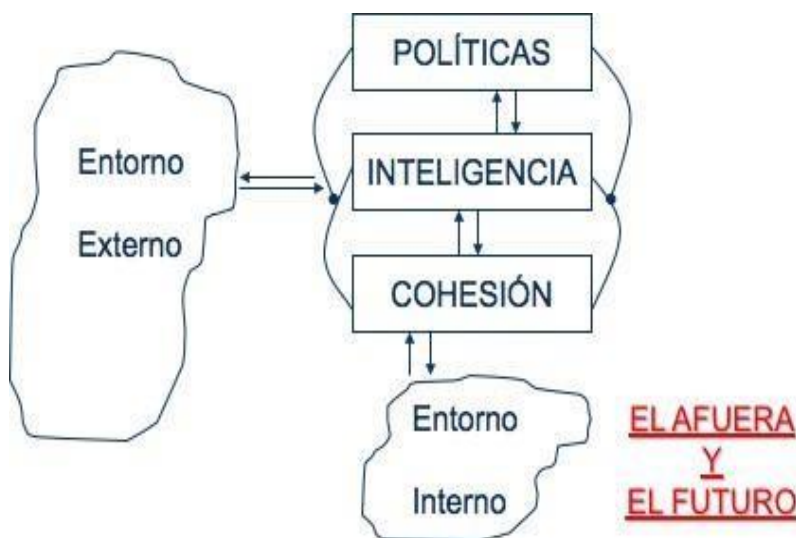 POLÍTICAS
Entorno
Externo
INTELIGENCIA
COHESIÓN
Entorno
Interno
EL AFUERA
Y
EL FUTURO